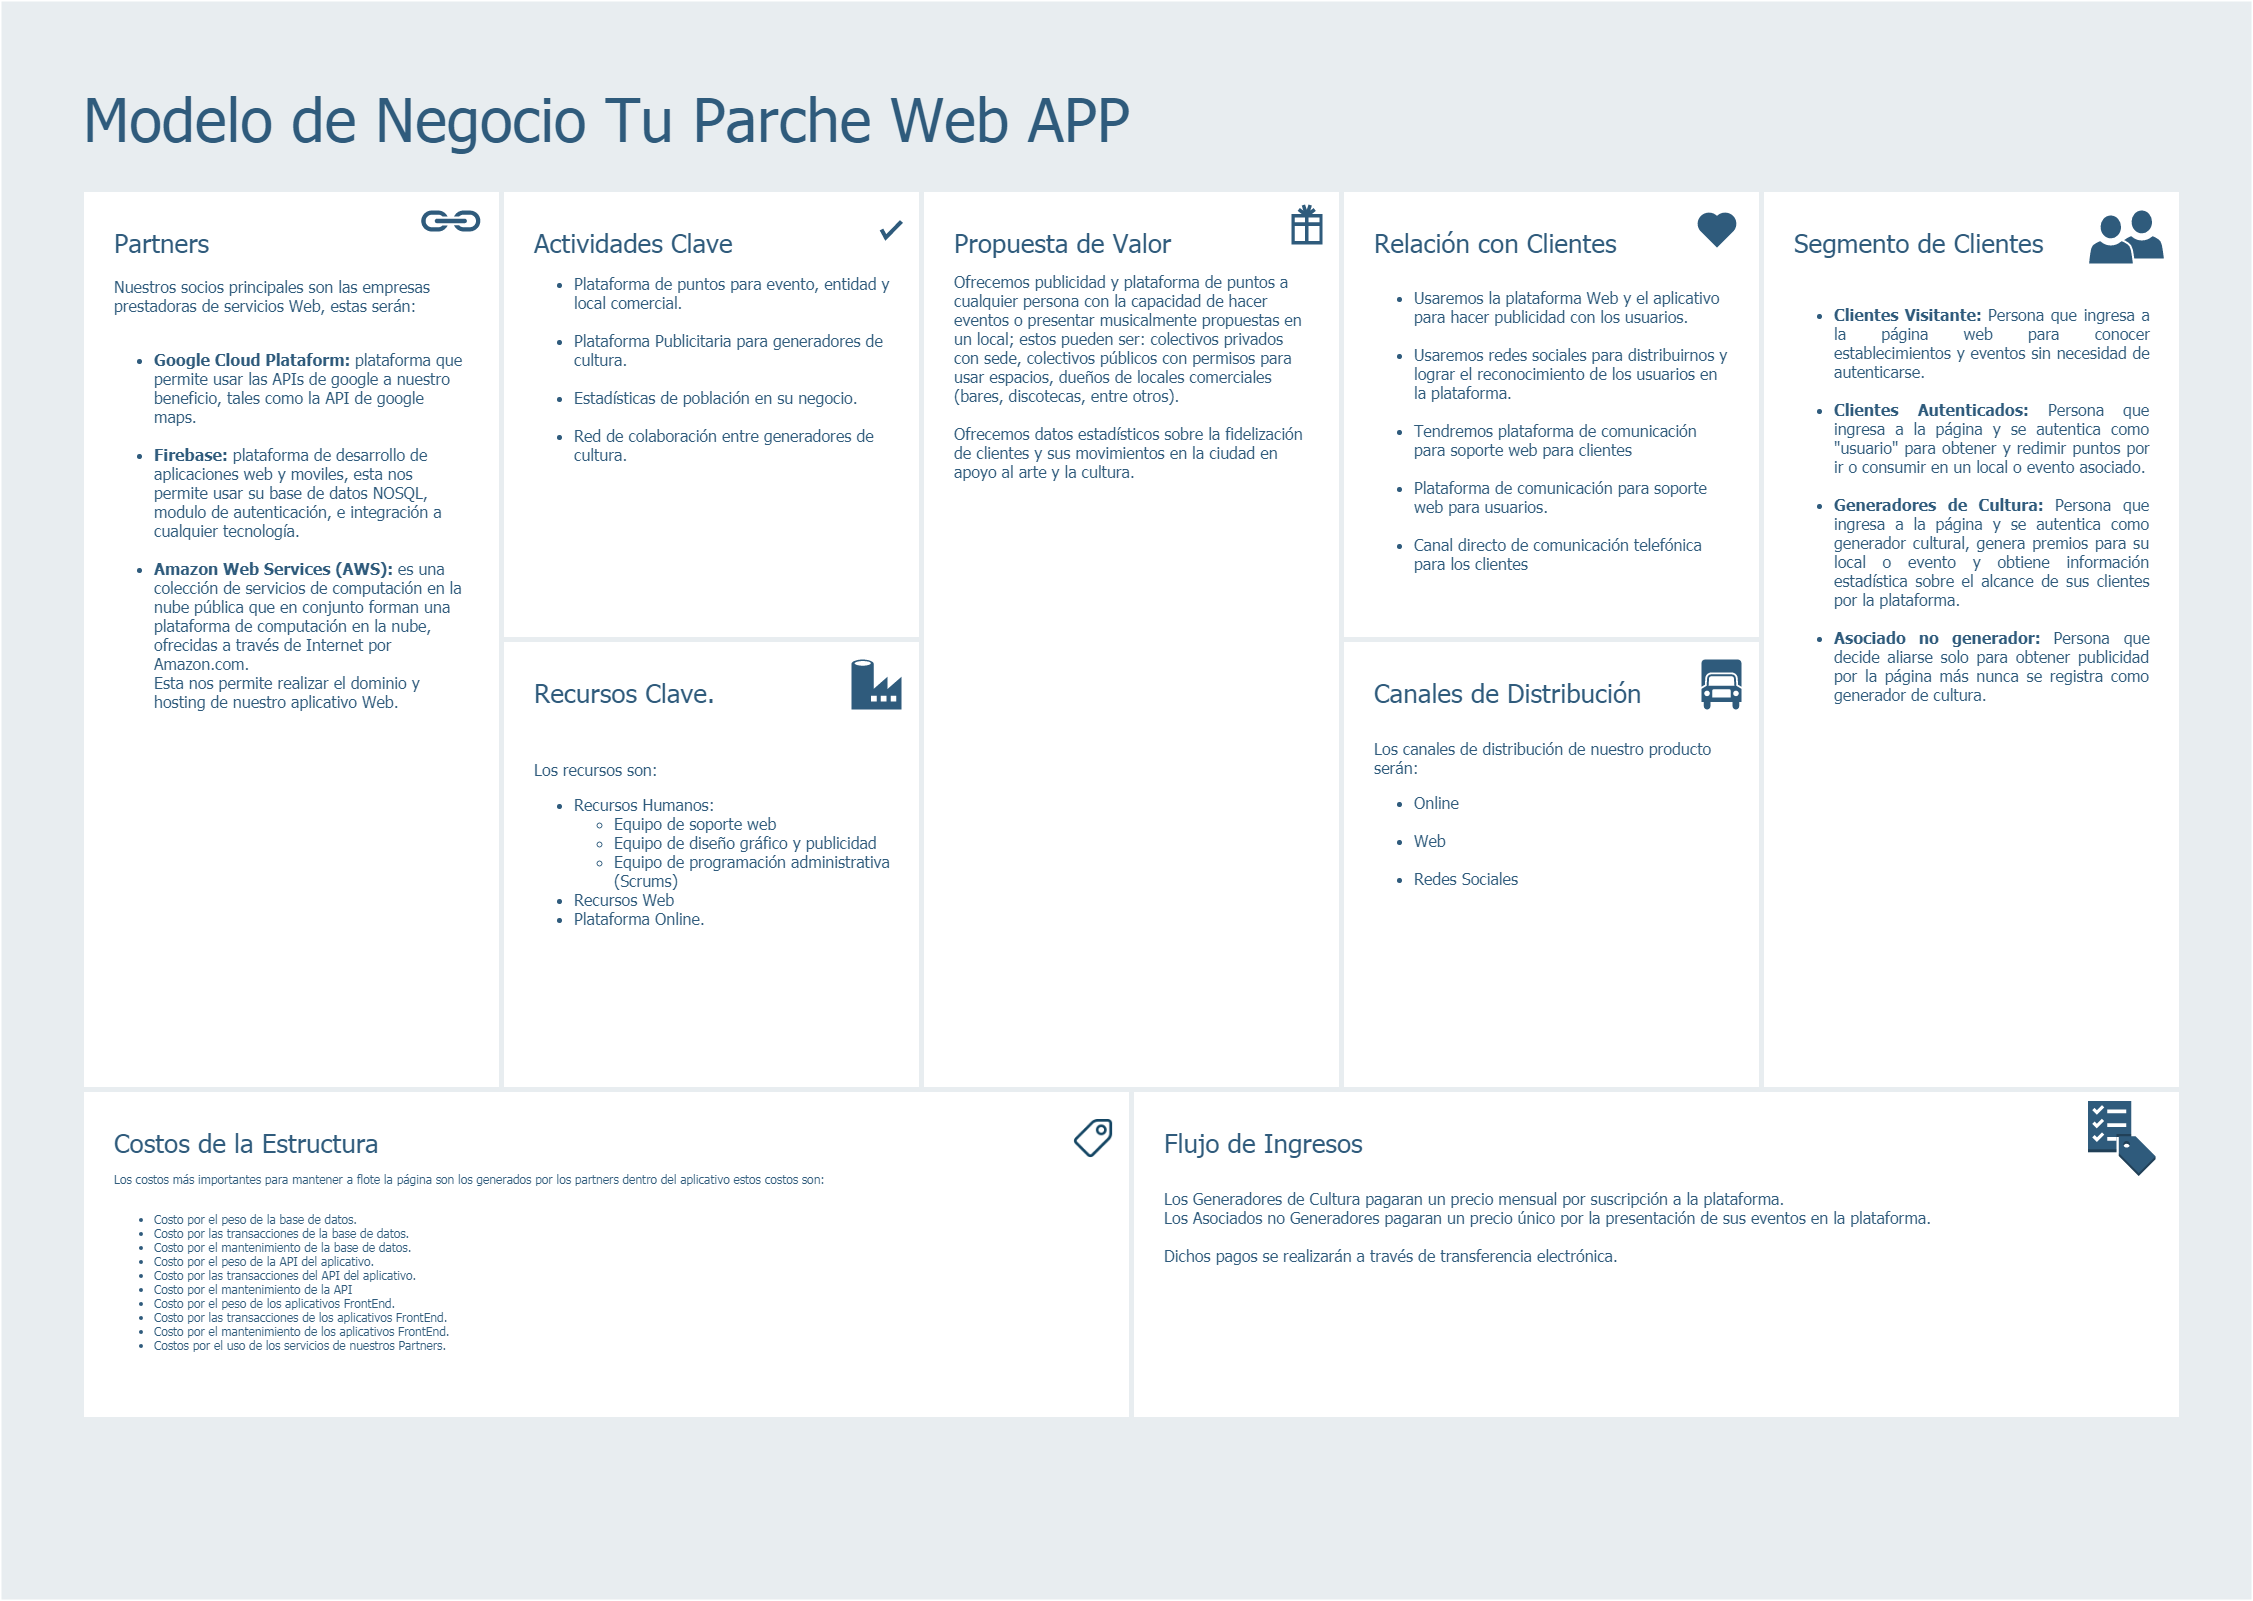 Modelo de Negocio Tu Parche Web APP
Partners
Nuestros socios principales son las empresas
prestadoras de servicios Web, estas serán:
• Google Cloud Plataform: plataforma que
permite usar las APIs de google a nuestro
beneficio, tales como la API de google
maps.
• Firebase: plataforma de desarrollo de
aplicaciones web y moviles, esta nos
permite usar su base de datos NOSQL,
modulo de autenticación, e integración a
cualquier tecnología.
• Amazon Web Services (AWS): es una
colección de servicios de computación en la
nube pública que en conjunto forman una
plataforma de computación en la nube,
ofrecidas a través de Internet por
Amazon.com.
Esta nos permite realizar el dominio y
hosting de nuestro aplicativo Web.
Actividades Clave
• Plataforma de puntos para evento, entidad y
local comercial.
• Plataforma Publicitaria para generadores de
cultura.
• Estadísticas de población en su negocio.
• Red de colaboración entre generadores de
cultura.
Recursos Clave.
Los recursos son:
• Recursos Humanos:
◦ Equipo de soporte web
◦ Equipo de diseño gráfico y publicidad
◦ Equipo de programación administrativa
(Scrums)
• Recursos Web
• Plataforma Online.
Propuesta de Valor
Ofrecemos publicidad y plataforma de puntos a
cualquier persona con la capacidad de hacer
eventos o presentar musicalmente propuestas en
un local; estos pueden ser: colectivos privados
con sede, colectivos públicos con permisos para
usar espacios, dueños de locales comerciales
(bares, discotecas, entre otros).
Ofrecemos datos estadísticos sobre la fidelización
de clientes y sus movimientos en la ciudad en
apoyo al arte y la cultura.
Relación con Clientes
• Usaremos la plataforma Web y el aplicativo
para hacer publicidad con los usuarios.
• Usaremos redes sociales para distribuirnos y
lograr el reconocimiento de los usuarios en
la plataforma.
• Tendremos plataforma de comunicación
para soporte web para clientes
• Plataforma de comunicación para soporte
web para usuarios.
• Canal directo de comunicación telefónica
para los clientes
Canales de Distribución
Los canales de distribución de nuestro producto
serán:
• Online
• Web
• Redes Sociales
Segmento de Clientes
• Clientes Visitante: Persona que ingresa a
la página web para conocer
establecimientos y eventos sin necesidad de
autenticarse.
• Clientes Autenticados: Persona que
ingresa a la página y se autentica como
"usuario" para obtener y redimir puntos por
ir o consumir en un local o evento asociado.
• Generadores de Cultura: Persona que
ingresa a la página y se autentica como
generador cultural, genera premios para su
local o evento y obtiene información
estadística sobre el alcance de sus clientes
por la plataforma.
• Asociado no generador: Persona que
decide aliarse solo para obtener publicidad
por la página más nunca se registra como
generador de cultura.
Costos de la Estructura
Los costos más importantes para mantener a flote la página son los generados por los partners dentro del aplicativo estos costos son:
• Costo por el peso de la base de datos.
• Costo por las transacciones de la base de datos.
• Costo por el mantenimiento de la base de datos.
• Costo por el peso de la API del aplicativo.
• Costo por las transacciones del API del aplicativo.
• Costo por el mantenimiento de la API
• Costo por el peso de los aplicativos FrontEnd.
• Costo por las transacciones de los aplicativos FrontEnd.
• Costo por el mantenimiento de los aplicativos FrontEnd.
• Costos por el uso de los servicios de nuestros Partners.
Flujo de Ingresos
Los Generadores de Cultura pagaran un precio mensual por suscripción a la plataforma.
Los Asociados no Generadores pagaran un precio único por la presentación de sus eventos en la plataforma.
Dichos pagos se realizarán a través de transferencia electrónica.